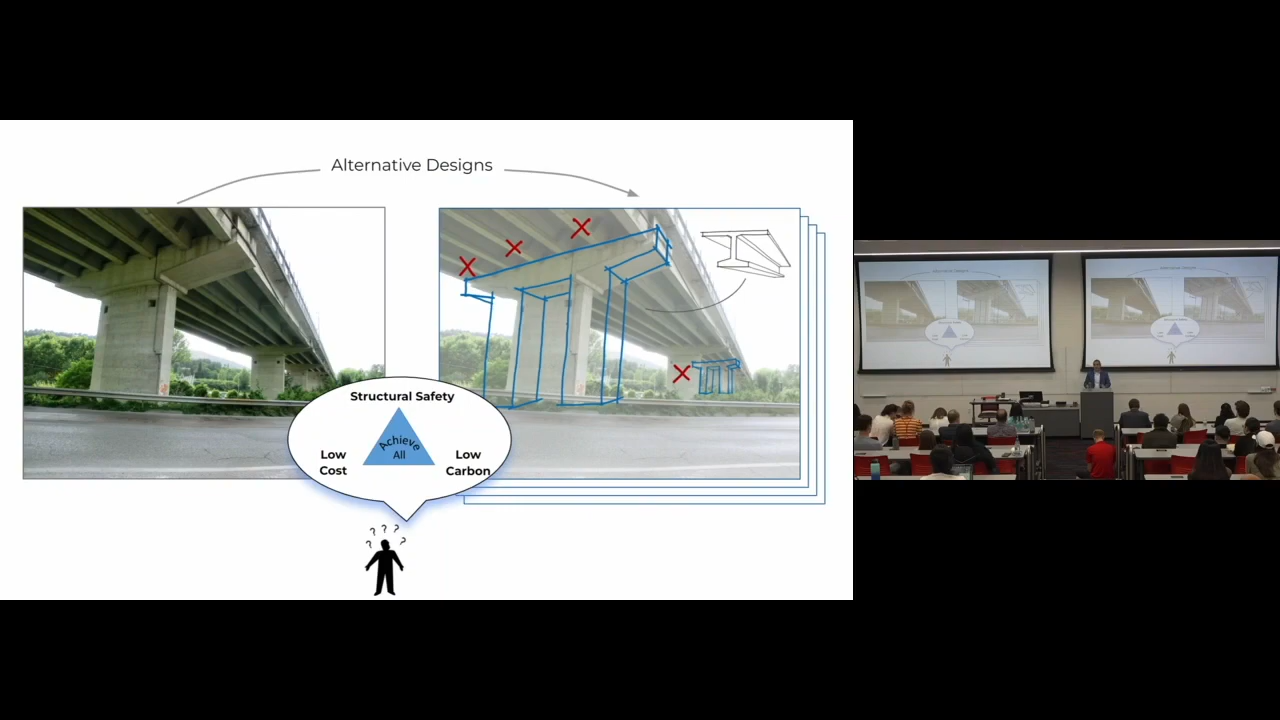 Alternative Designs
Structural Safety
Achieve
All
Low
Cost
Low
Carbon
? ? ?
? ?